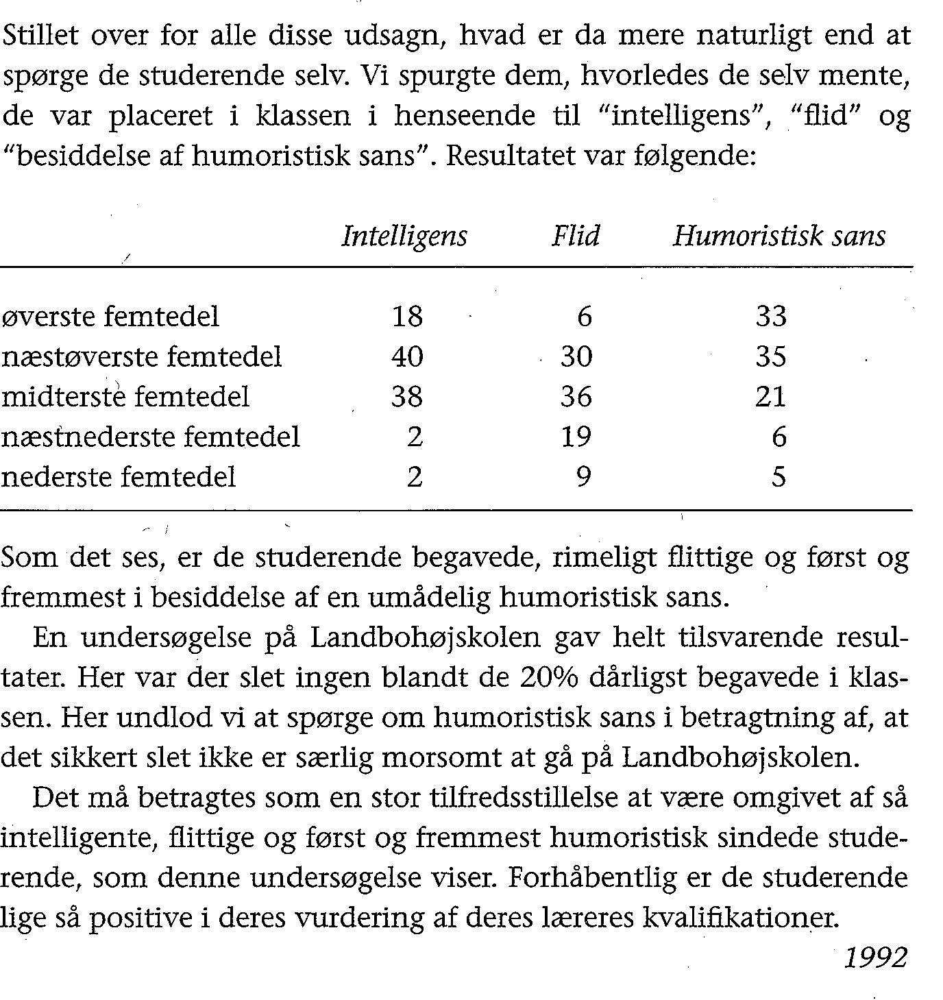 Stillet over for alle disse udsagn, hvad er da mere naturligt end at
spørge de studerende selv. Vi spurgte dem, hvorledes de selv mente,
de var placeret i klassen i henseende til "intelligens", "flid" og
"besiddelse af humoristisk sans". Resultatet var følgende:
Intelligens Flid Humoristisk sans
øverste femtedel 18 6 33
næstøverste femtedel 40 30 35
midterste femtedel 38 36 21
næstnederste femtedel 2 19 6
nederste femtedel 2 9 5
Som det ses, er de studerende begavede, rimeligt flittige og først og
fremmest i besiddelse af en umådelig humoristisk sans.
En undersøgelse på Landbohøjskolen gav helt tilsvarende resul-
tater. Her var der slet ingen blandt de 20% dårligst begavede i klas-
sen. Her undlod vi at spørge om humoristisk sans i betragtning af, at
det sikkert slet ikke er særlig morsomt at gå på Landbohøjskolen.
Det må betragtes som en stor tilfredsstillelse at være omgivet af så
intelligente, flittige og først og fremmest humoristisk sindede stude-
rende, som denne undersøgelse viser. Forhåbentlig er de studerende
lige så positive i deres vurdering af deres læreres kvalifikationer.
1992